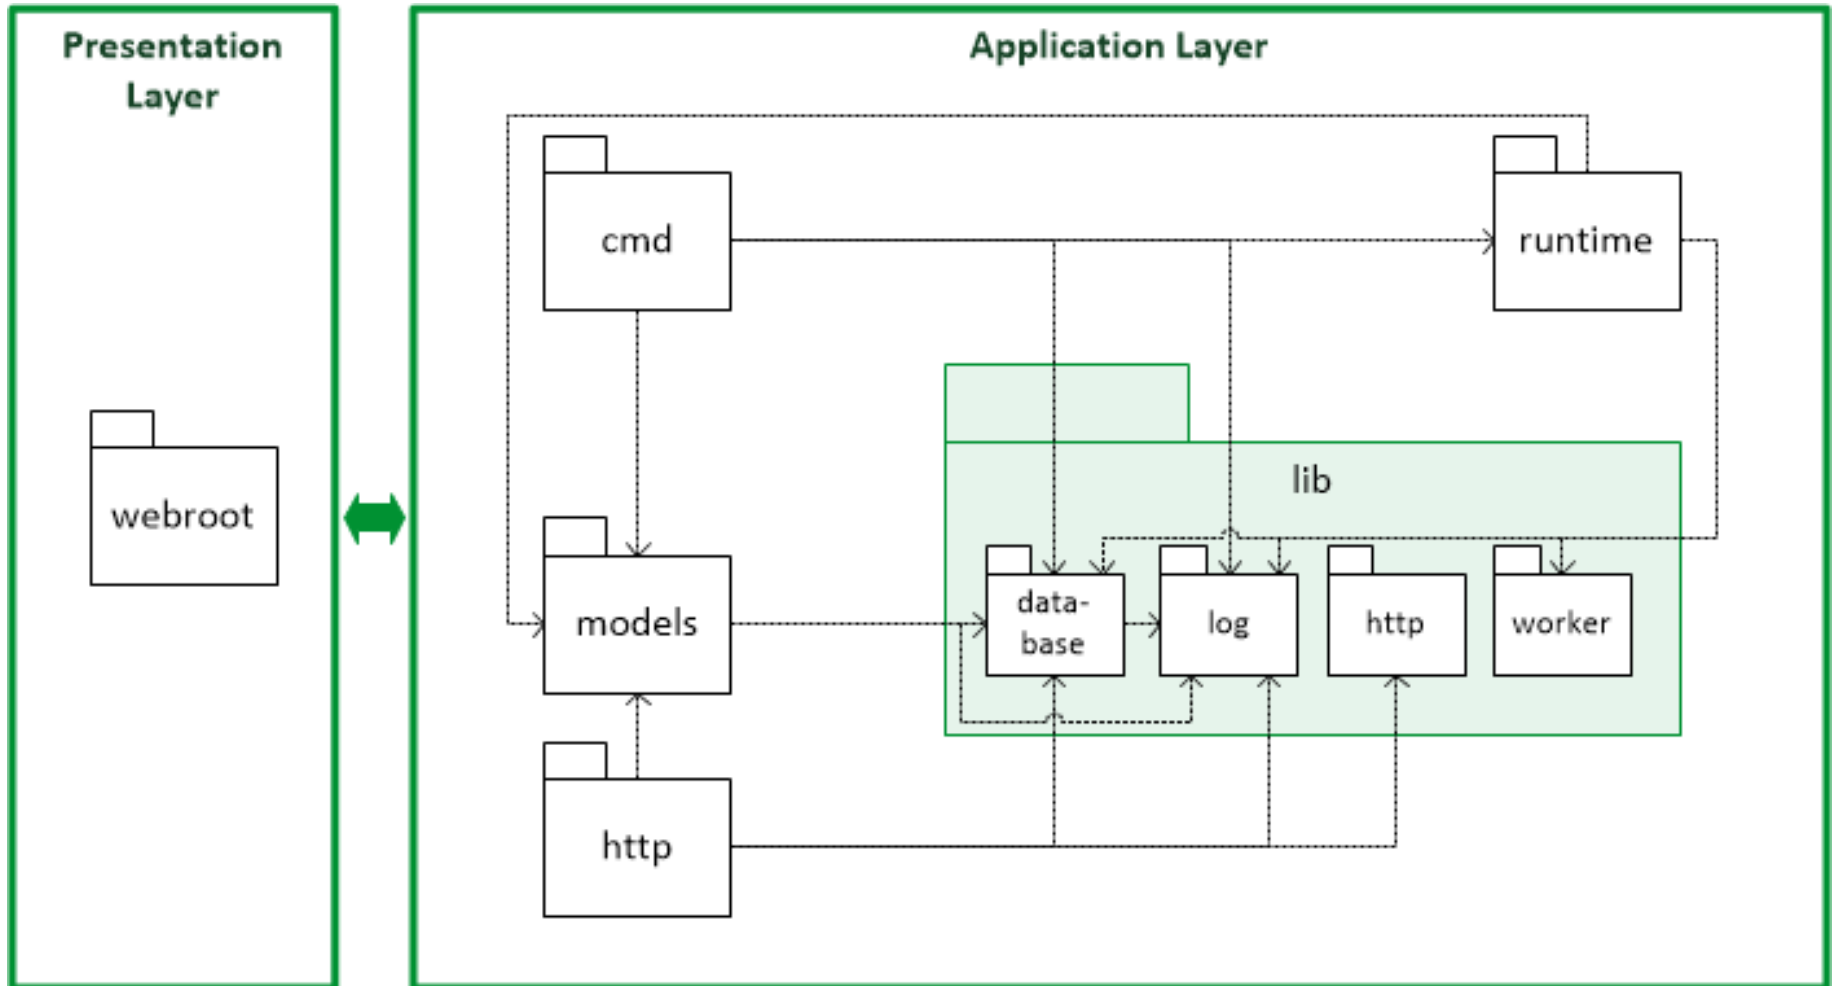 Presentation
Layer
Application Layer
cmd
runtime
webroot
lib
models
data-
base
log
http
worker
http